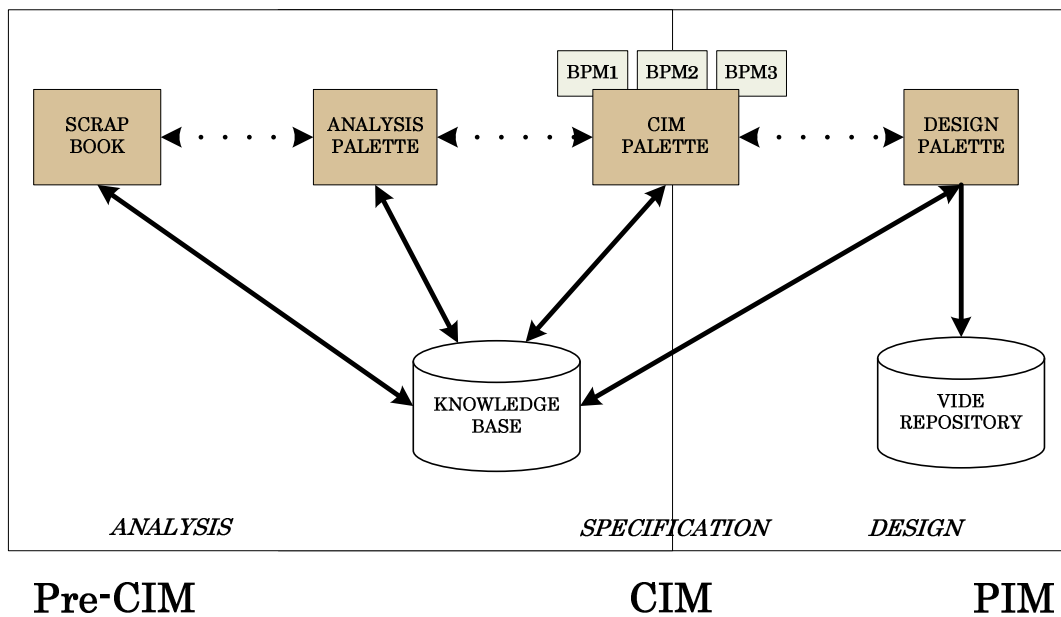 BPM1 BPM2 BPM3
SCRAP
BOOK
ANALYSIS
PALETTE
CIM
PALETTE
DESIGN
PALETTE
KNOWLEDGE
BASE
VIDE
REPOSITORY
ANALYSIS SPECIFICATION DESIGN
Pre-CIM CIM PIM